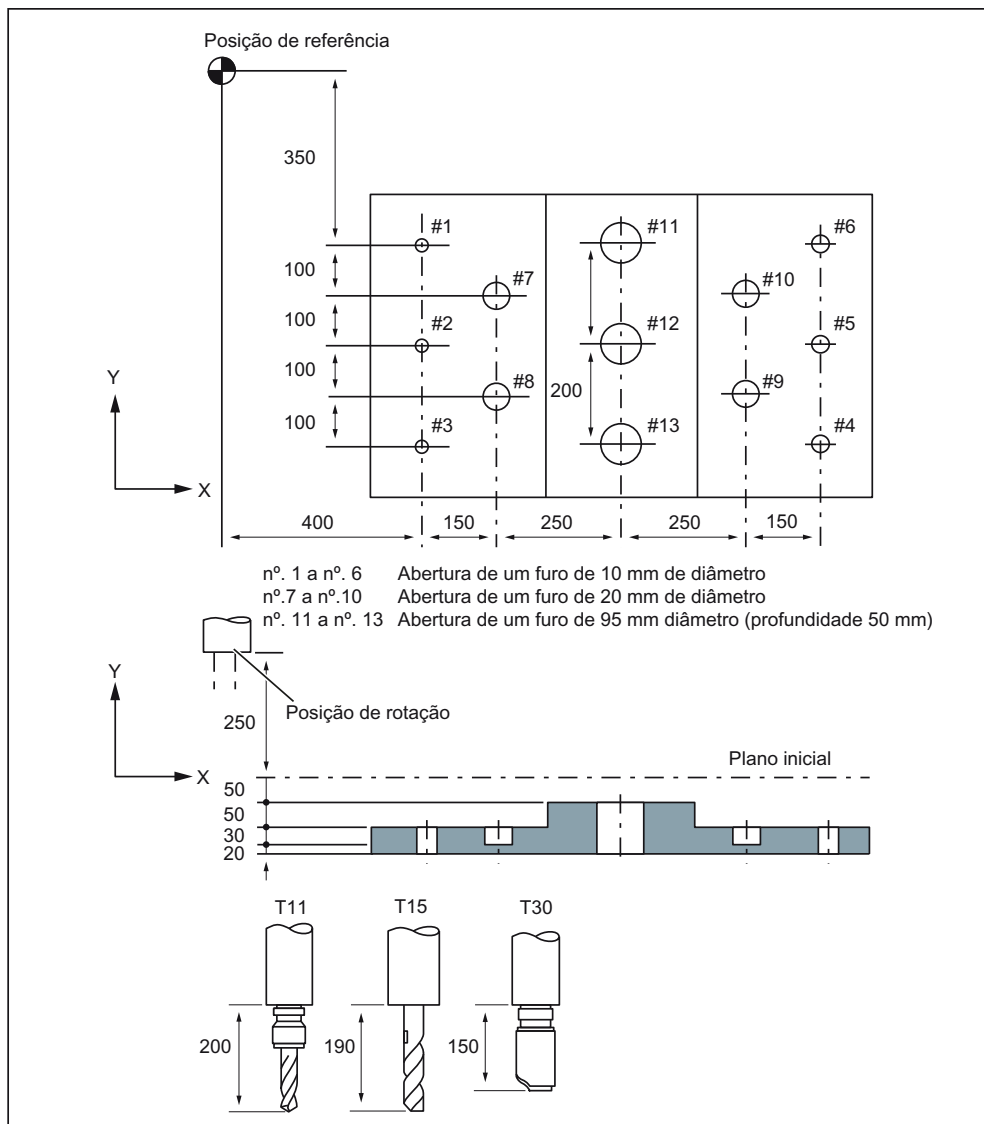 Posição de referência
350
#1
#11
#6
100
#7
#10
100
#2
#12
#5
100
#8
200
#9
Y
100
#3
#13
#4
X
400
150
250
250
150
nº. 1 a nº. 6 Abertura de um furo de 10 mm de diâmetro
nº.7 a nº.10 Abertura de um furo de 20 mm de diâmetro
nº. 11 a nº. 13 Abertura de um furo de 95 mm diâmetro (profundidade 50 mm)
Y
250
Posição de rotação
Plano inicial
X
50
50
30
20
T11
T15
T30
200
190
150